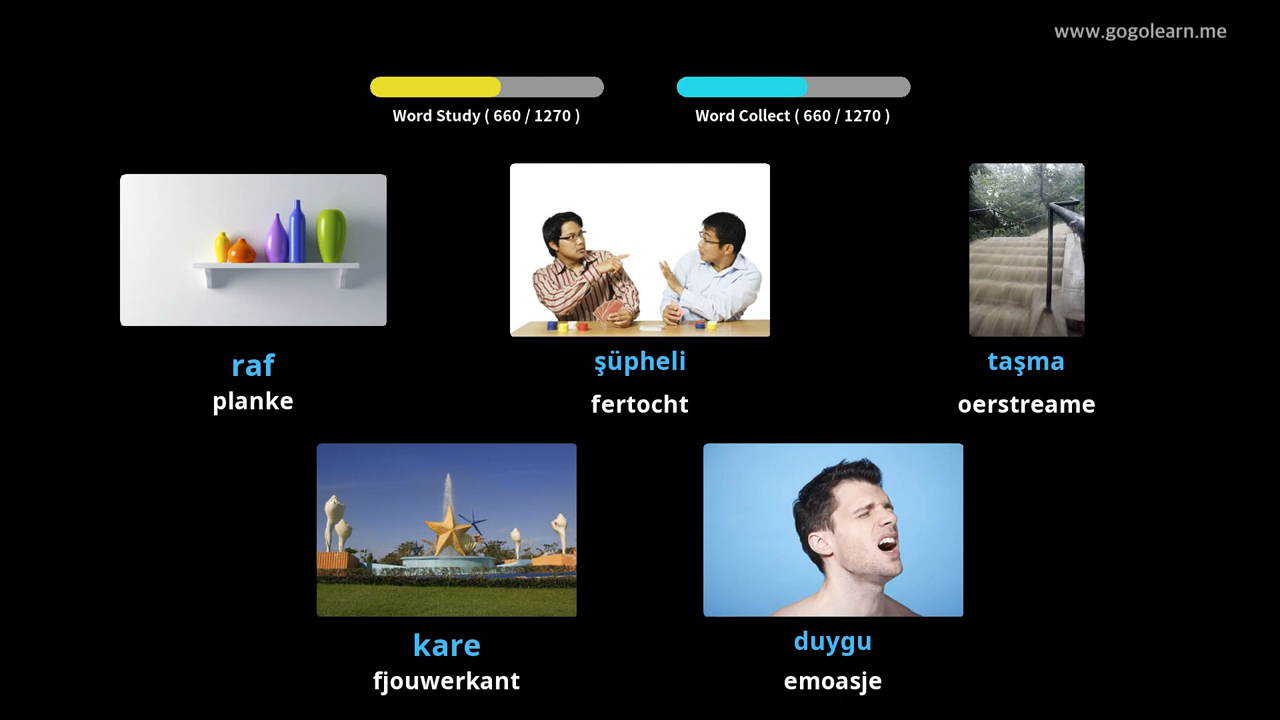 www.gogolearn.me
Word Study ( 660 / 1270 )
Word Collect ( 660 / 1270 )
raf
planke
şüpheli
fertocht
taşma
oerstreame
kare
fjouwerkant
duygu
emoasje